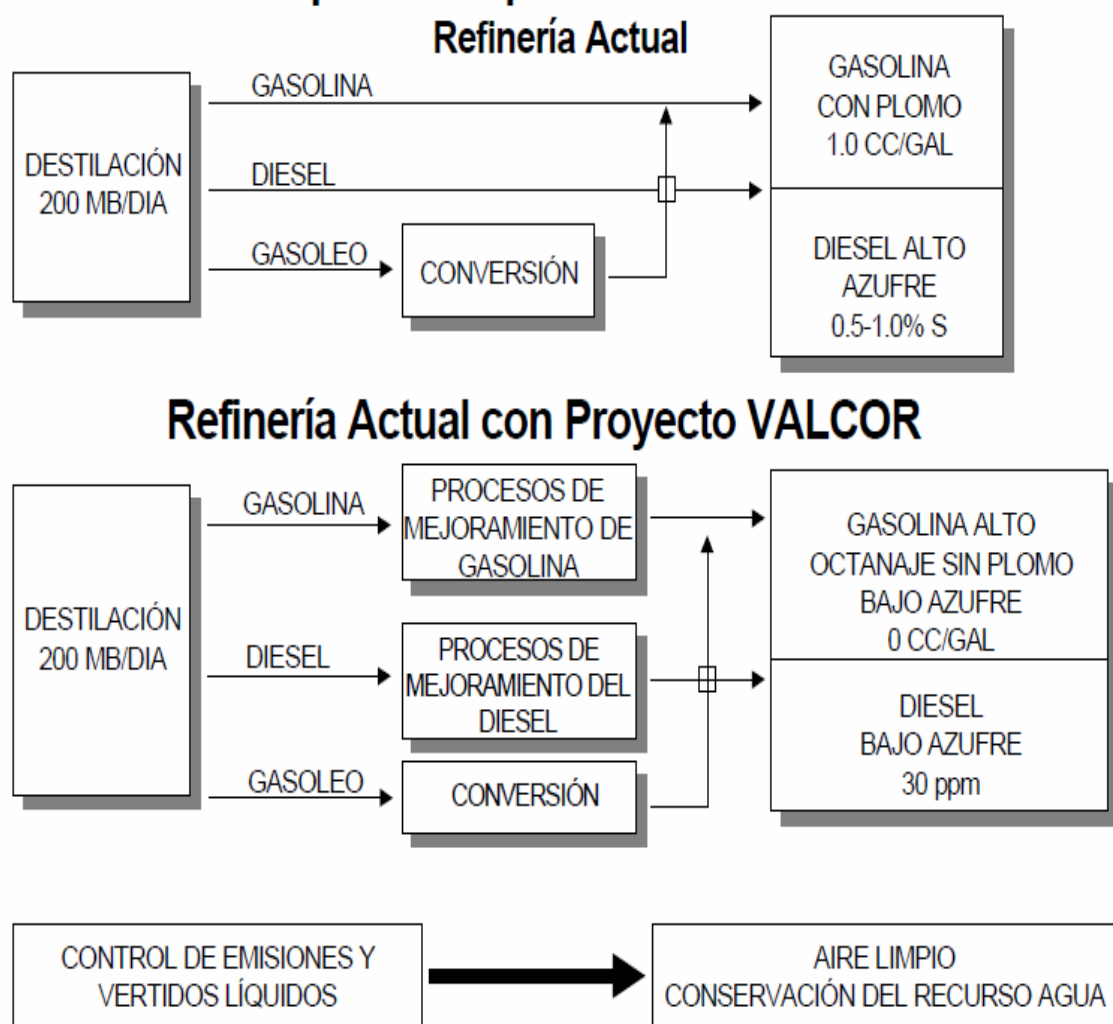 Refinería Actual
DESTILACIÓN
200 MB/DIA
GASOLINA
DIESEL
GASOLEO
CONVERSIÓN
GASOLINA
CON PLOMO
1.0 CC/GAL
DIESEL ALTO
AZUFRE
0.5-1.0% S
Refinería Actual con Proyecto VALCOR
DESTILACIÓN
200 MB/DIA
GASOLINA
DIESEL
GASOLEO
PROCESOS DE
MEJORAMIENTO DE
GASOLINA
PROCESOS DE
MEJORAMIENTO DEL
DIESEL
CONVERSIÓN
GASOLINA ALTO
OCTANAJE SIN PLOMO
BAJO AZUFRE
0 CC/GAL
DIESEL
BAJO AZUFRE
30 ppm
CONTROL DE EMISIONES Y
VERTIDOS LÍQUIDOS
AIRE LIMPIO
CONSERVACIÓN DEL RECURSO AGUA